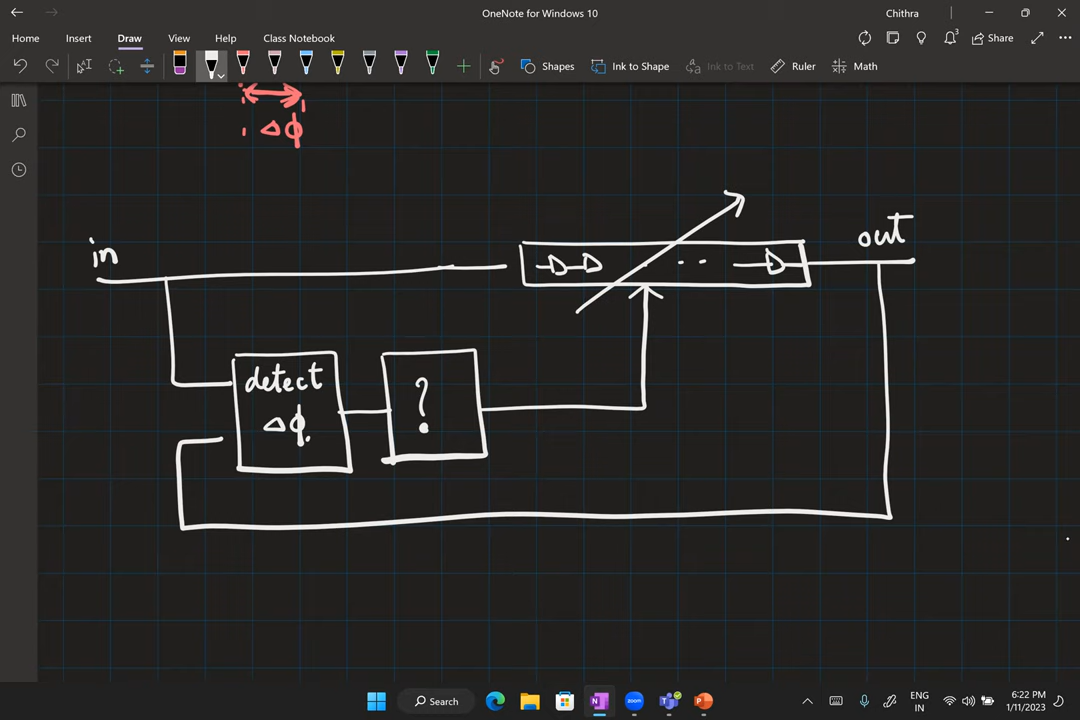 OneNote for Windows 10
Chithra
Home Insert Draw View Help Class Notebook
Share
Shapes Ink to Shape Ink to Text Ruler Math
Δϕ
in
out
detect
Δϕ
?
Search
ENG
IN
6:22 PM
1/11/2023